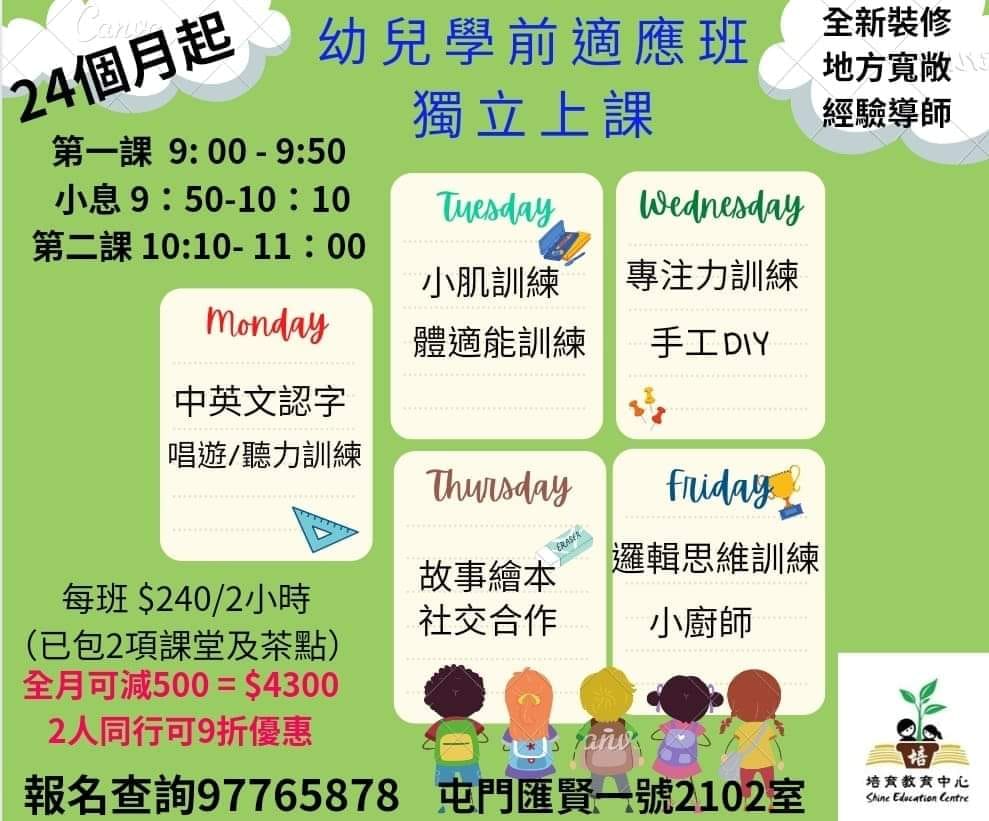 24個月起
幼兒學前適應班
獨立上課
全新裝修
地方寬敞
經驗導師
第一課 9: 00 - 9:50
小息 9：50-10：10
第二課 10:10- 11：00
Monday
中英文認字
唱遊/聽力訓練
Tuesday
小肌訓練
體適能訓練
Wednesday
專注力訓練
手工DIY
Thursday
ERASER
故事繪本
社交合作
Friday
邏輯思維訓練
小廚師
每班 $240/2小時
（已包2項課堂及茶點）
全月可減500 = $4300
2人同行可9折優惠
報名查詢97765878 屯門匯賢一號2102室
培
培育教育中心
Shine Education Centre
Canva